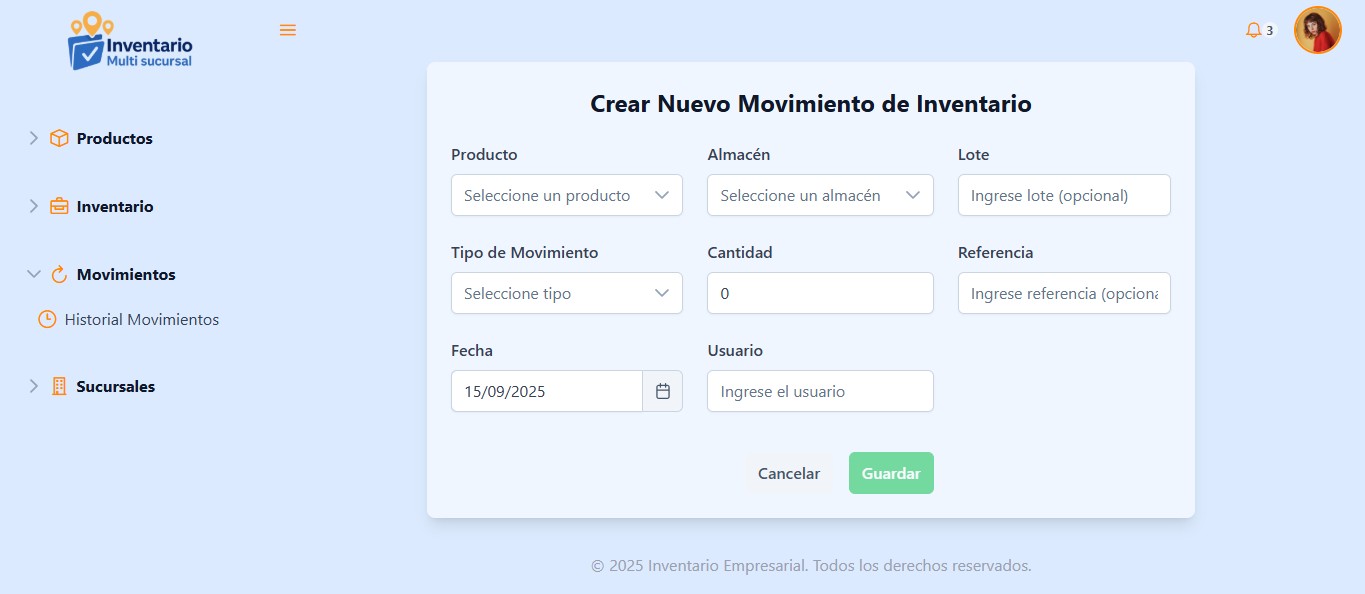 Inventario
Multi sucursal
3
Productos
Inventario
Movimientos
Historial Movimientos
Sucursales
Crear Nuevo Movimiento de Inventario
Producto Almacén Lote
Seleccione un producto Seleccione un almacén Ingrese lote (opcional)
Tipo de Movimiento Cantidad Referencia
Seleccione tipo 0 Ingrese referencia (opciona
Fecha Usuario
15/09/2025 Ingrese el usuario
Cancelar Guardar
© 2025 Inventario Empresarial. Todos los derechos reservados.